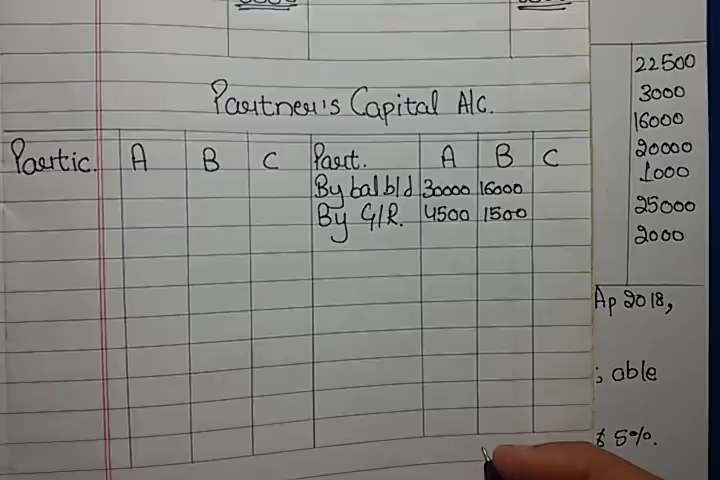 Partner's Capital A/c.
Partic. A B C Part. A B C
By bal b/d 30000 16000
By G/R. 4500 1500
22500
3000
16000
20000
1000
25000
2000
Ap 2018,
; able
& 5%.